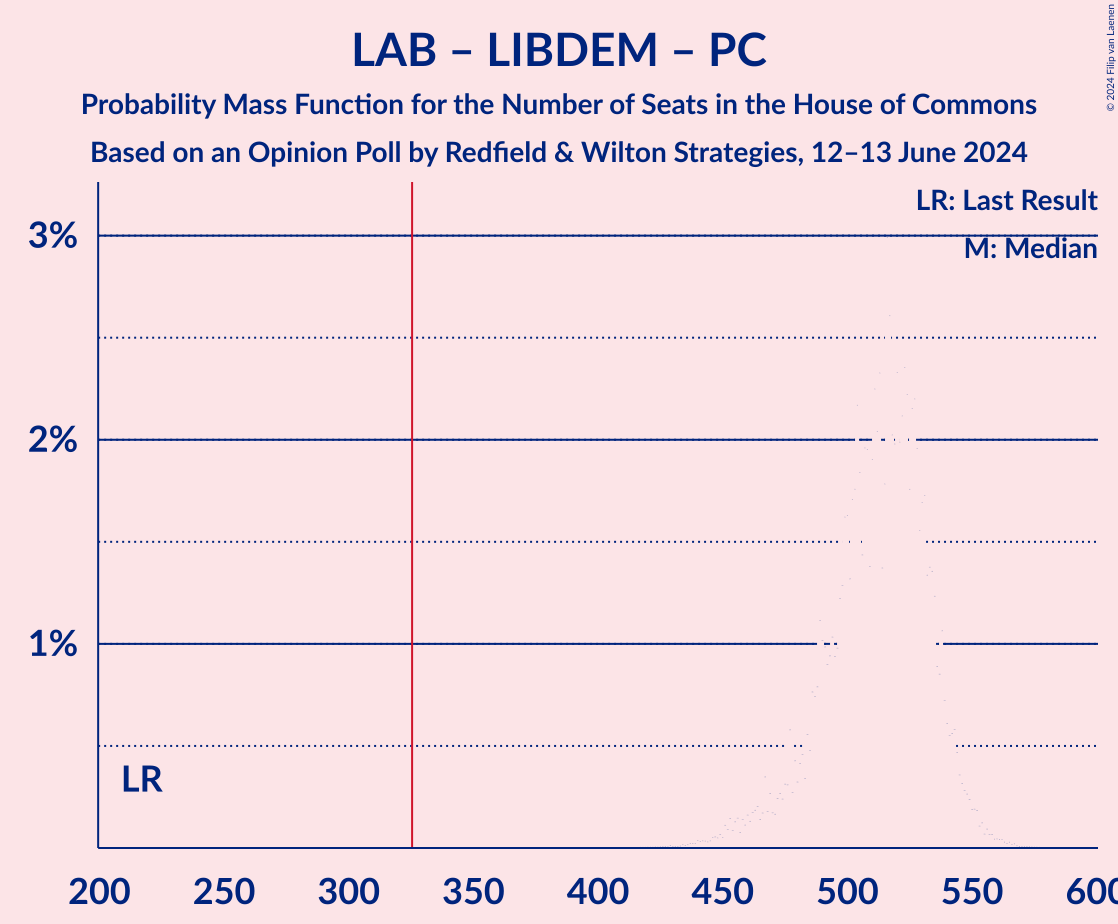 LAB – LIBDEM – PC
Probability Mass Function for the Number of Seats in the House of Commons
Based on an Opinion Poll by Redfield & Wilton Strategies, 12–13 June 2024
© 2024 Filip van Laenen
LR: Last Result
M: Median
3%
2%
1%
LR
200 250 300 350 400 450 500 550 600